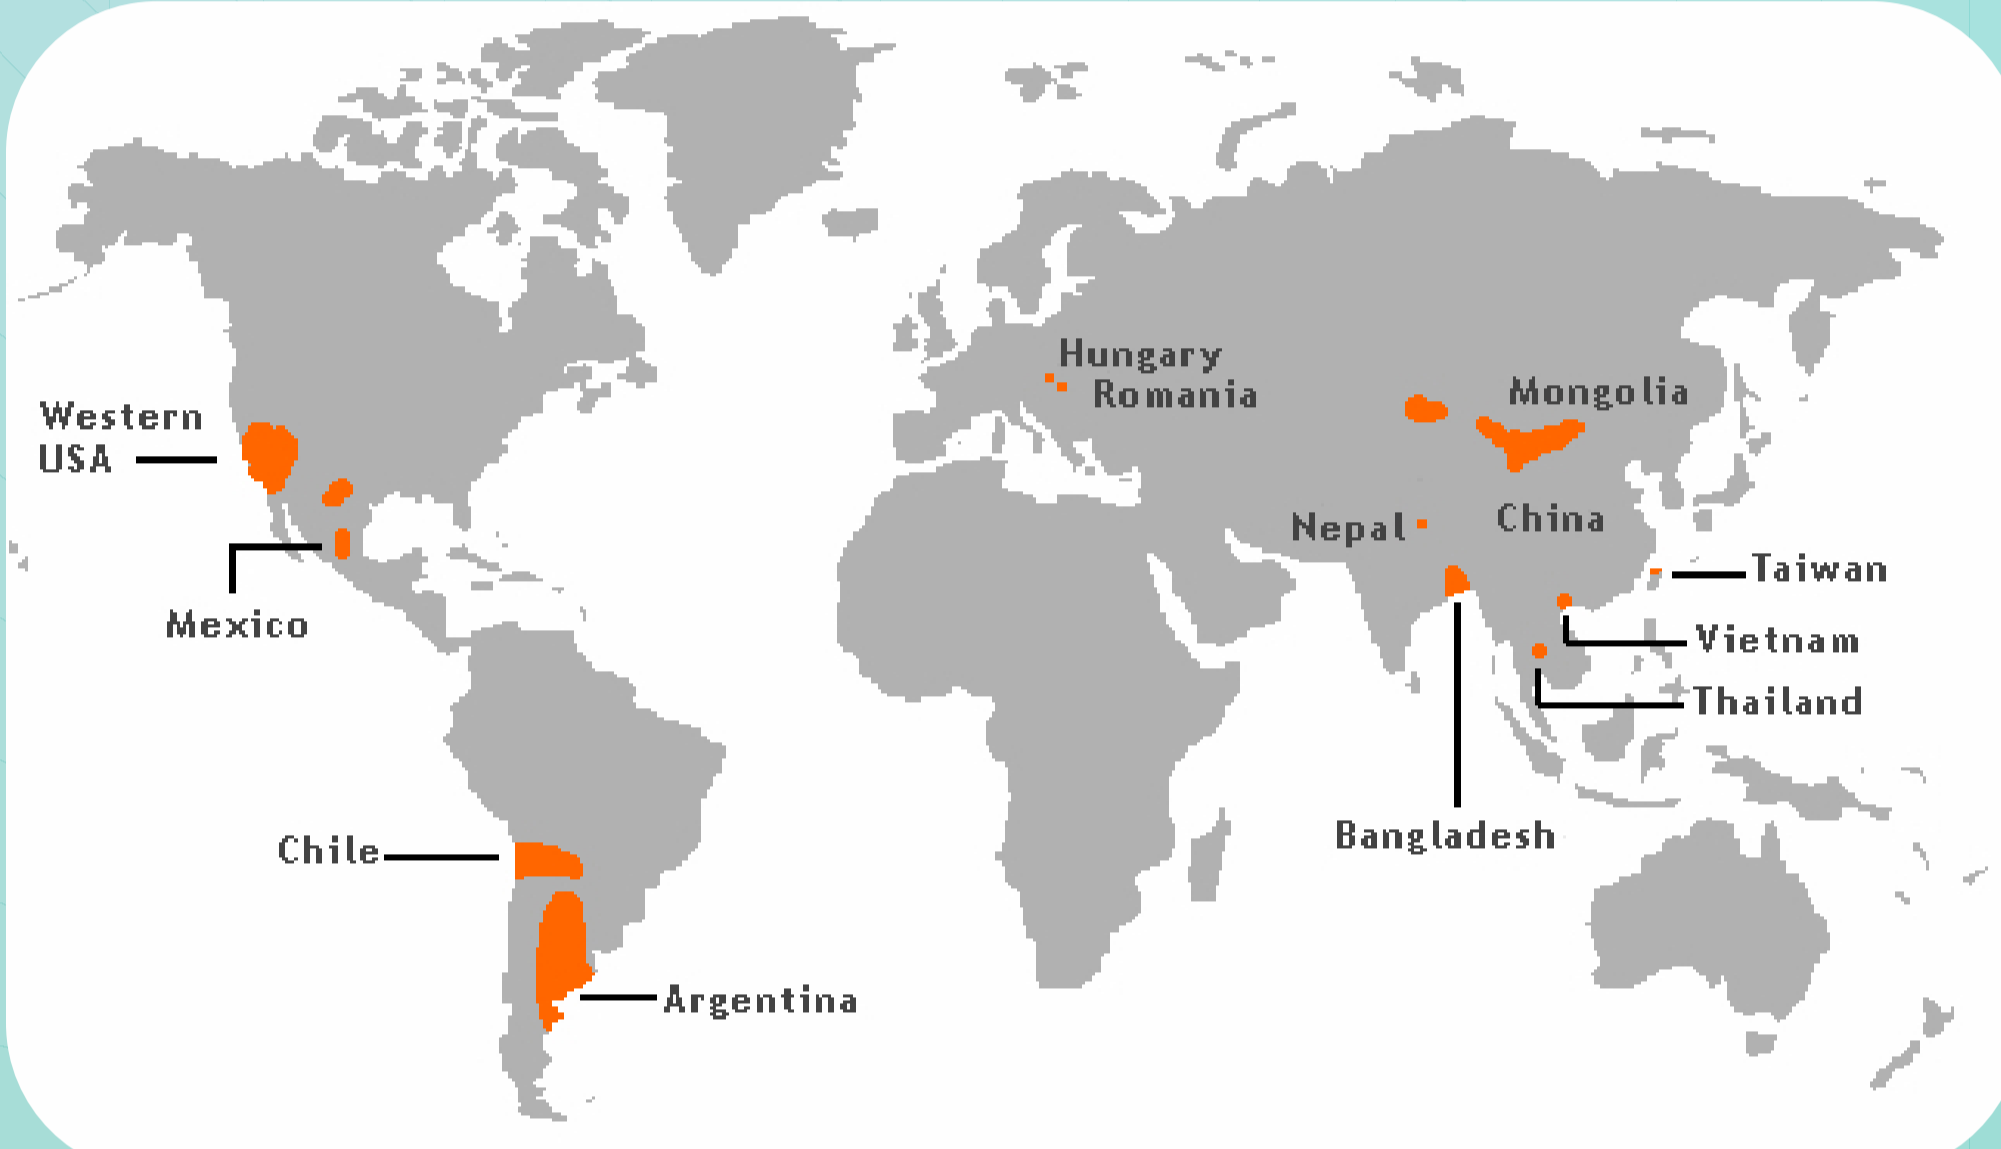 Hungary
Romania
Mongolia
Western
USA
Nepal
China
Taiwan
Mexico
Vietnam
Thailand
Bangladesh
Chile
Argentina